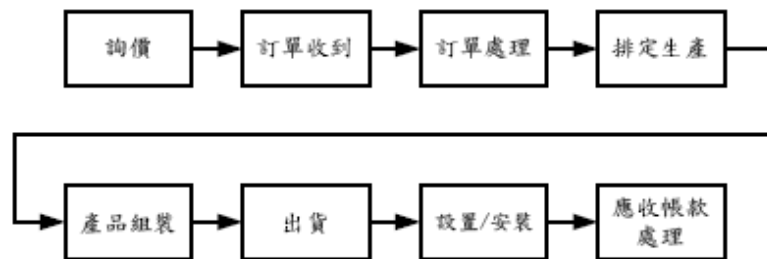 詢價
訂單收到
訂單處理
排定生產
產品組裝
出貨
設置/安裝
應收帳款
處理